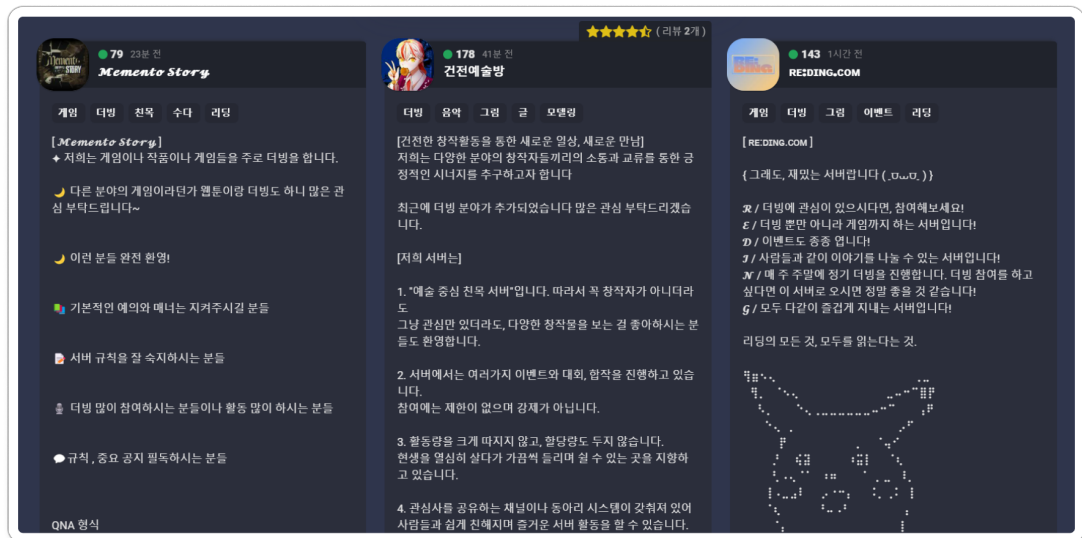 79 23분 전
Memento Story
게임 더빙 친목 수다 리딩
[ Memento Story ]
✦ 저희는 게임이나 작품이나 게임들을 주로 더빙을 합니다.
🌙 다른 분야의 게임이라던가 웹툰이랑 더빙도 하니 많은 관
심 부탁드립니다~
🌙 이런 분들 완전 환영!
기본적인 예의와 매너는 지켜주시길 분들
📝 서버 규칙을 잘 숙지하시는 분들
더빙 많이 참여하시는 분들이나 활동 많이 하시는 분들
💬 규칙 , 중요 공지 필독하시는 분들
QNA 형식
( 리뷰 2개 )
178 41분 전
건전예술방
더빙 음악 그림 글 모델링
[건전한 창작활동을 통한 새로운 일상, 새로운 만남]
저희는 다양한 분야의 창작자들끼리의 소통과 교류를 통한 긍
정적인 시너지를 추구하고자 합니다
최근에 더빙 분야가 추가되었습니다 많은 관심 부탁드리겠습
니다.
[저희 서버는]
1. "예술 중심 친목 서버"입니다. 따라서 꼭 창작자가 아니더라
도
그냥 관심만 있더라도, 다양한 창작물을 보는 걸 좋아하시는 분
들도 환영합니다.
2. 서버에서는 여러가지 이벤트와 대회, 합작을 진행하고 있습
니다.
참여에는 제한이 없으며 강제가 아닙니다.
3. 활동량을 크게 따지지 않고, 할당량도 두지 않습니다.
현생을 열심히 살다가 가끔씩 들리며 쉴 수 있는 곳을 지향하
고 있습니다.
4. 관심사를 공유하는 채널이나 동아리 시스템이 갖춰져 있어
사람들과 쉽게 친해지며 즐거운 서버 활동을 할 수 있습니다.
143 1시간 전
RE:DING.COM
게임 더빙 그림 이벤트 리딩
[ RE:DING.COM ]
{ 그래도, 재밌는 서버랍니다 ( ᴗ̤ .̮ ᴗ̤ ) }
R / 더빙에 관심이 있으시다면, 참여해보세요!
E / 더빙 뿐만 아니라 게임까지 하는 서버입니다!
D / 이벤트도 종종 엽니다!
I / 사람들과 같이 이야기를 나눌 수 있는 서버입니다!
N / 매 주 주말에 정기 더빙을 진행합니다. 더빙 참여를 하고
싶다면 이 서버로 오시면 정말 좋을 것 같습니다!
G / 모두 다같이 즐겁게 지내는 서버입니다!
리딩의 모든 것, 모두를 읽는다는 것.